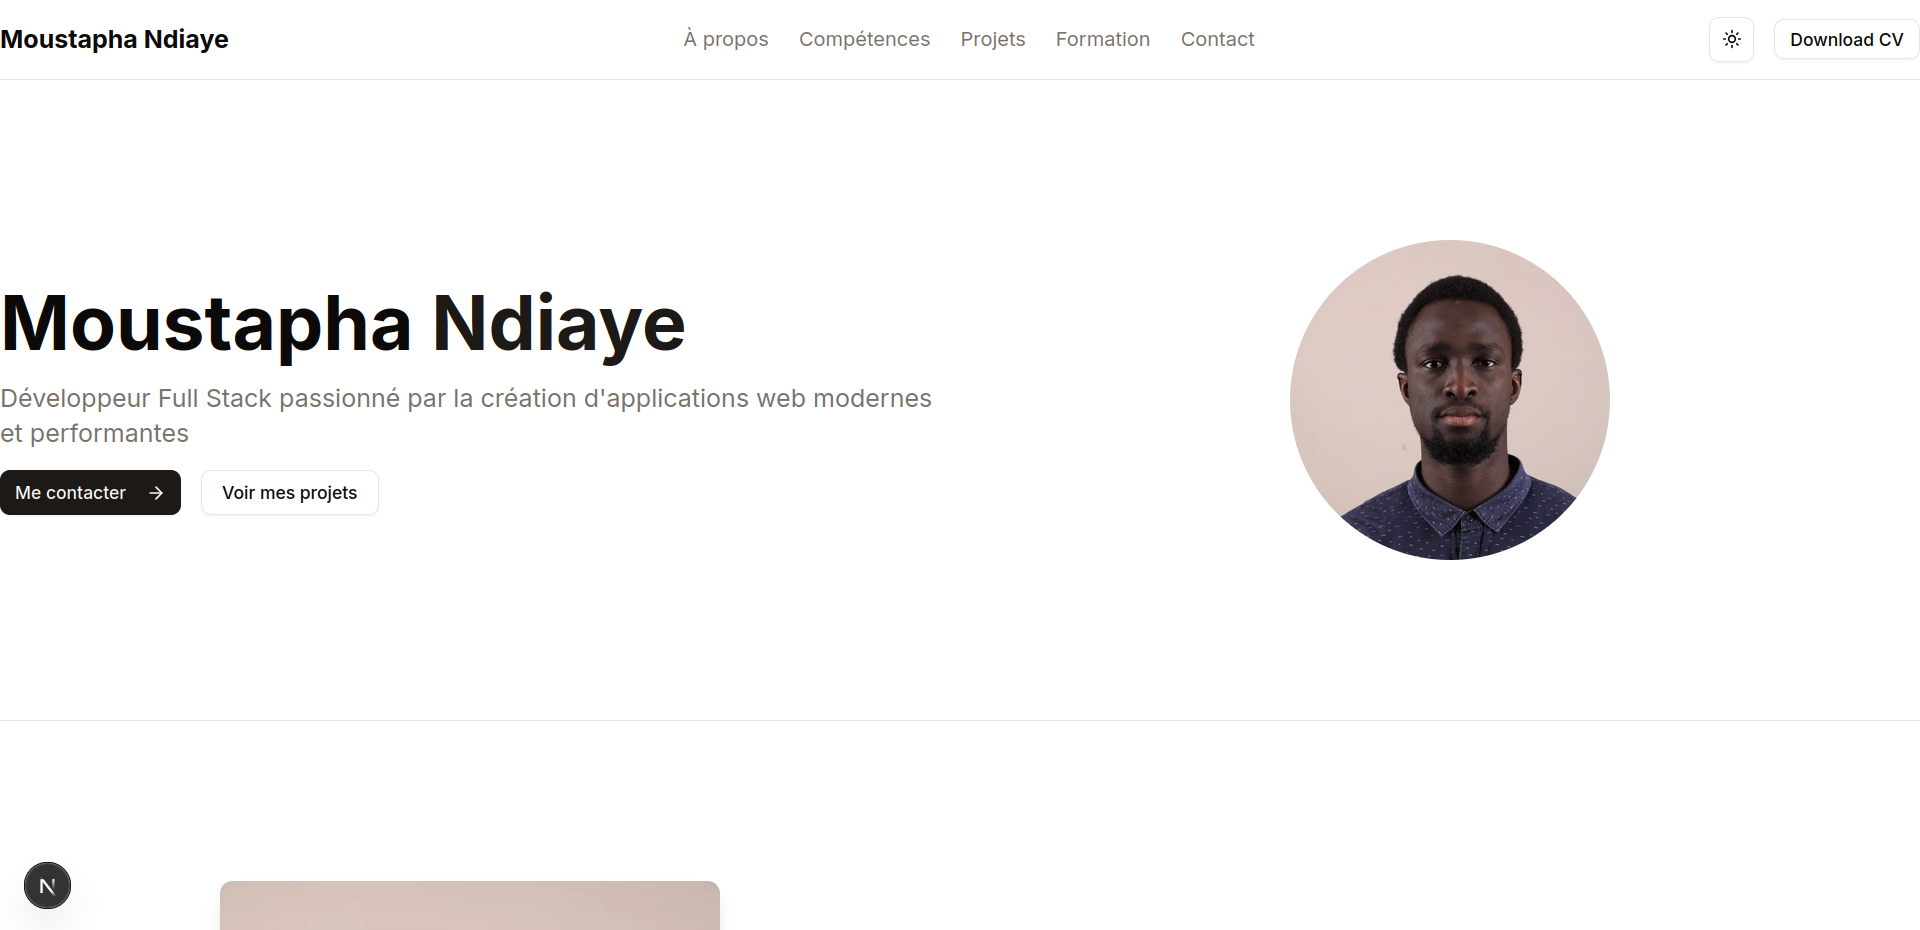 Moustapha Ndiaye
À propos
Compétences
Projets
Formation
Contact
Download CV
Moustapha Ndiaye
Développeur Full Stack passionné par la création d'applications web modernes
et performantes
Me contacter
Voir mes projets
N